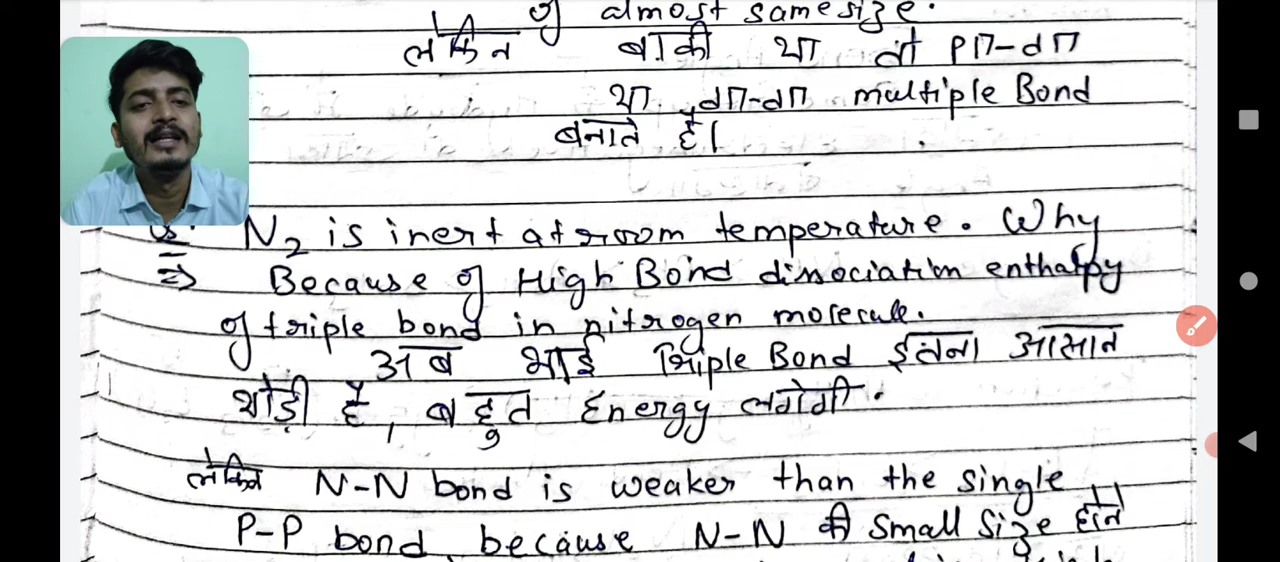 of almost same size.
लेकिन बाकी या तो pπ-dπ
या dπ-dπ multiple Bond
बनाते है।
N2 is inert at room temperature. Why
⇒ Because of High Bond dissociation enthalpy
of triple bond in nitrogen molecule.
अब भाई triple Bond इतना आसान
थोड़ी है, बहुत Energy लगेगी.
लेकिन N-N bond is weaker than the single
P-P bond, because N-N की small size होने